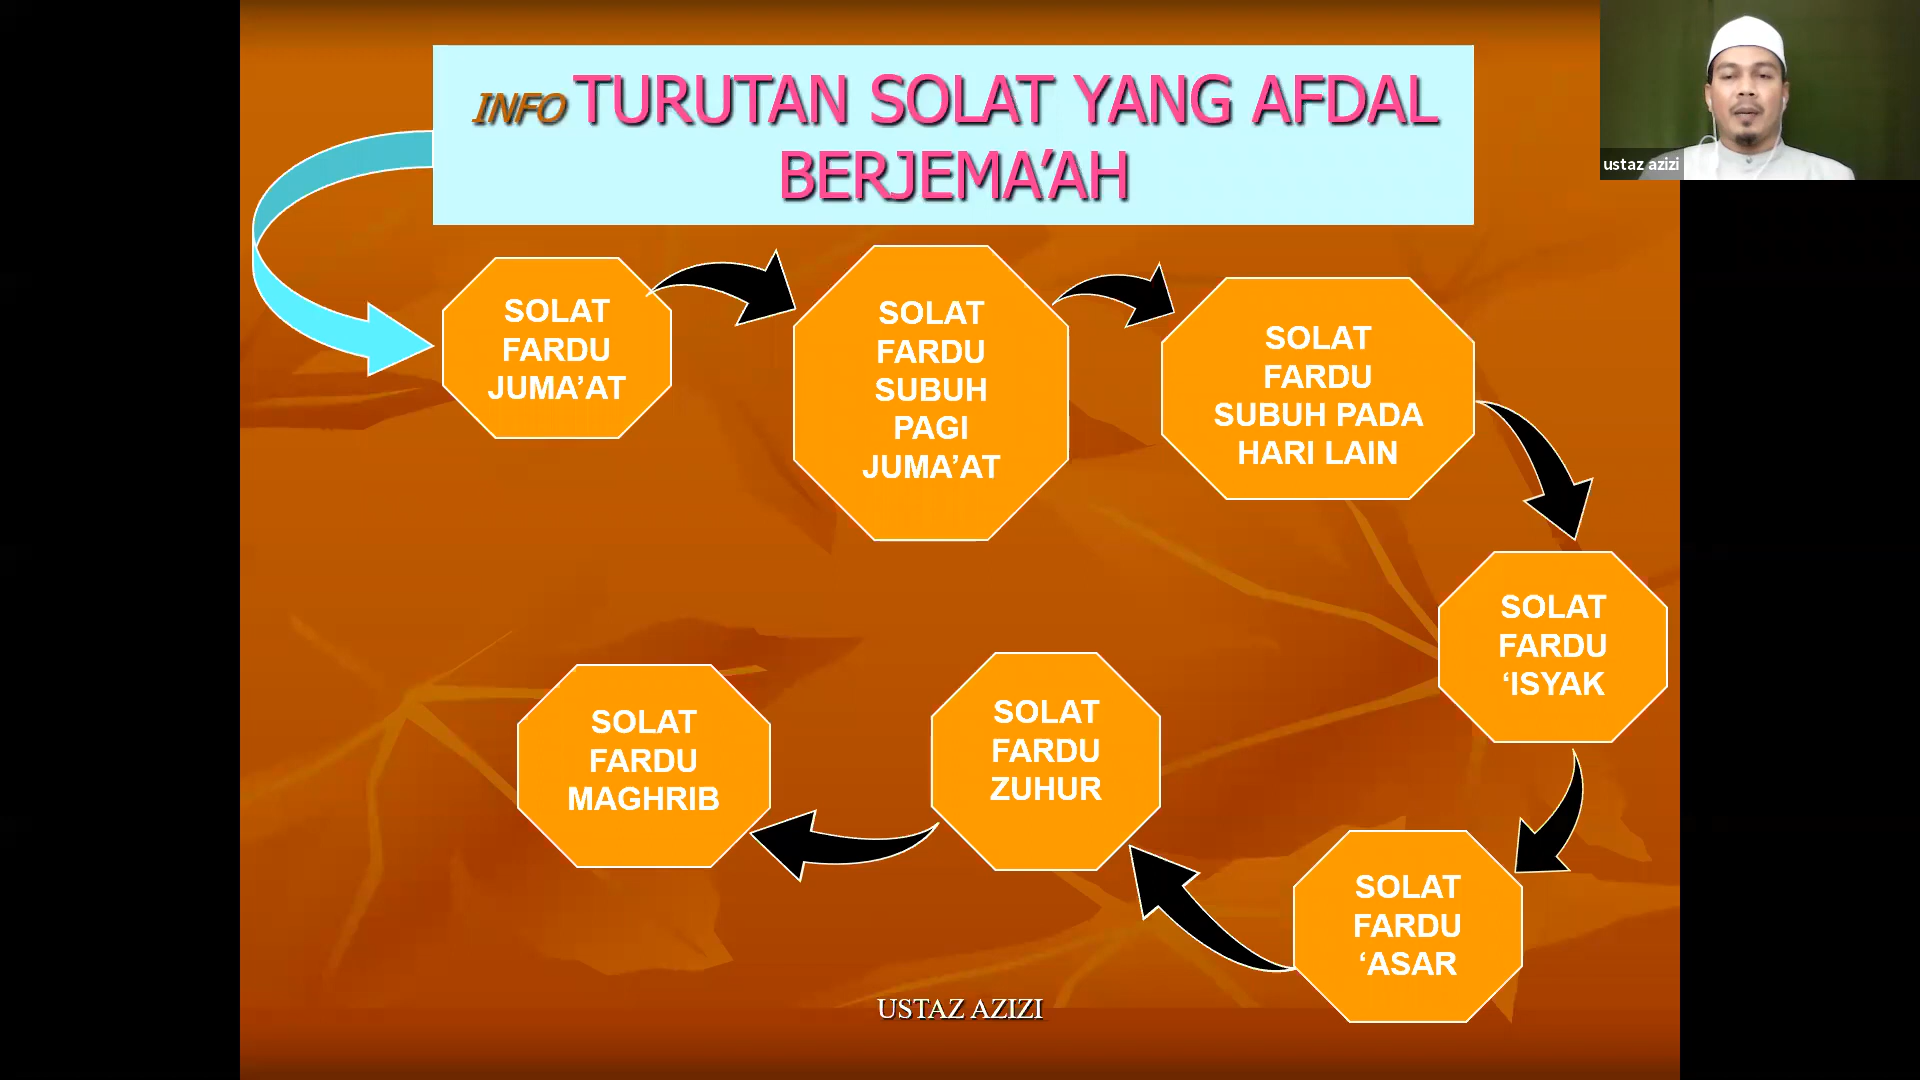 INFO TURUTAN SOLAT YANG AFDAL
BERJEMA’AH
ustaz azizi
SOLAT
FARDU
JUMA’AT
SOLAT
FARDU
SUBUH
PAGI
JUMA’AT
SOLAT
FARDU
SUBUH PADA
HARI LAIN
SOLAT
FARDU
‘ISYAK
SOLAT
FARDU
‘ASAR
SOLAT
FARDU
ZUHUR
SOLAT
FARDU
MAGHRIB
USTAZ AZIZI